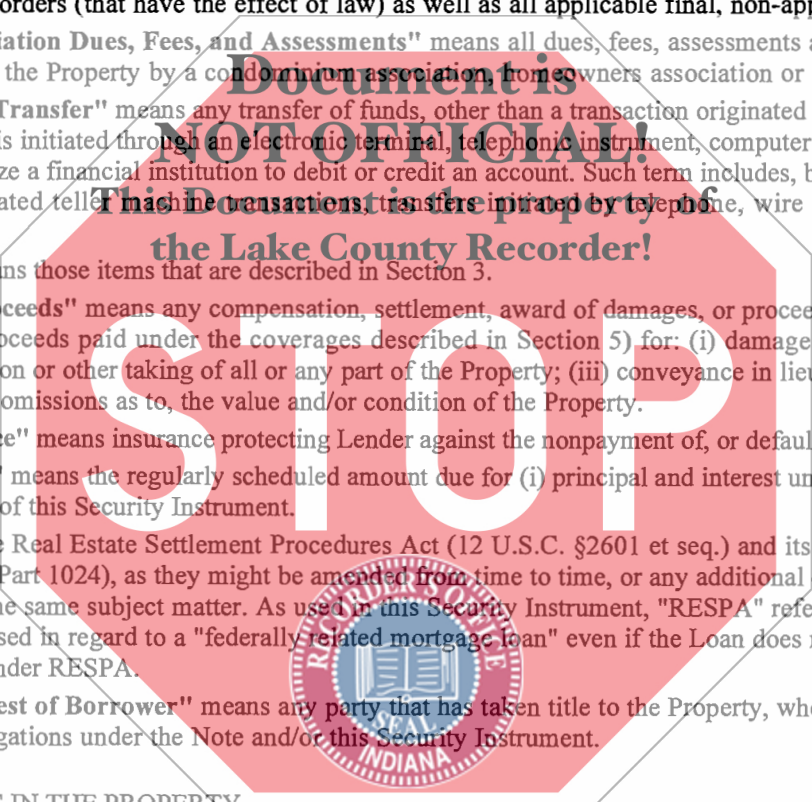 orders (that have the effect of law) as well as all applicable final, non-app
iation Dues, Fees, and Assessments" means all dues, fees, assessments a
the Property by a condominium association, homeowners association or
Document is
Transfer" means any transfer of funds, other than a transaction originated
is initiated through an electronic terminal, telephonic instrument, computer
NOT OFFICIAL!
ze a financial institution to debit or credit an account. Such term includes, b
ated teller machine transactions, transfers initiated by telephone, wire
This Document is the property of
the Lake County Recorder!
ns those items that are described in Section 3.
ceeds" means any compensation, settlement, award of damages, or procee
oceeds paid under the coverages described in Section 5) for: (i) damage
on or other taking of all or any part of the Property; (iii) conveyance in lieu
omissions as to, the value and/or condition of the Property.
STOP
ce" means insurance protecting Lender against the nonpayment of, or defaul
" means the regularly scheduled amount due for (i) principal and interest un
of this Security Instrument.
e Real Estate Settlement Procedures Act (12 U.S.C. §2601 et seq.) and its
Part 1024), as they might be amended from time to time, or any additional
ne same subject matter. As used in this Security Instrument, "RESPA" refe
sed in regard to a "federally related mortgage loan" even if the Loan does
nder RESPA.
RECORDER'S OFFICE
SEAL
INDIANA
est of Borrower" means any party that has taken title to the Property, whe
gations under the Note and/or this Security Instrument.
IN THE PROPERTY